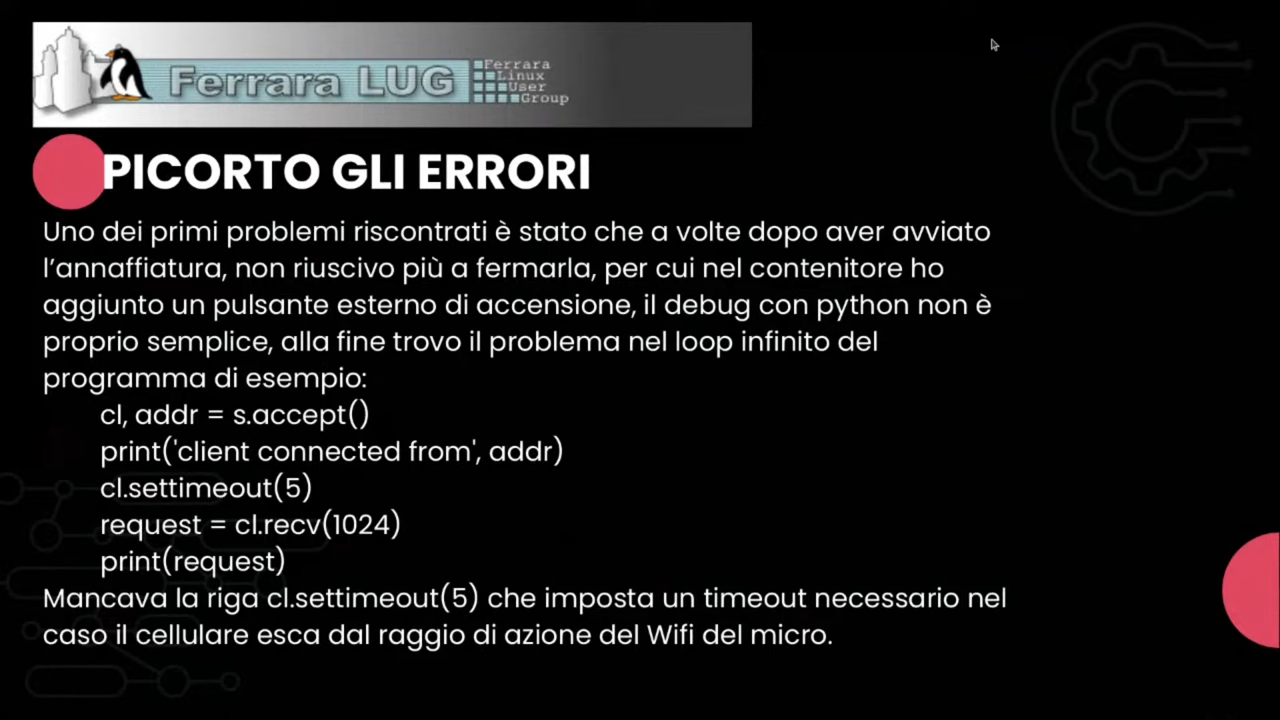 Ferrara LUG
Ferrara
Linux
User
Group
PICORTO GLI ERRORI
Uno dei primi problemi riscontrati è stato che a volte dopo aver avviato
l’annaffiatura, non riuscivo più a fermarla, per cui nel contenitore ho
aggiunto un pulsante esterno di accensione, il debug con python non è
proprio semplice, alla fine trovo il problema nel loop infinito del
programma di esempio:
cl, addr = s.accept()
print('client connected from', addr)
cl.settimeout(5)
request = cl.recv(1024)
print(request)
Mancava la riga cl.settimeout(5) che imposta un timeout necessario nel
caso il cellulare esca dal raggio di azione del Wifi del micro.